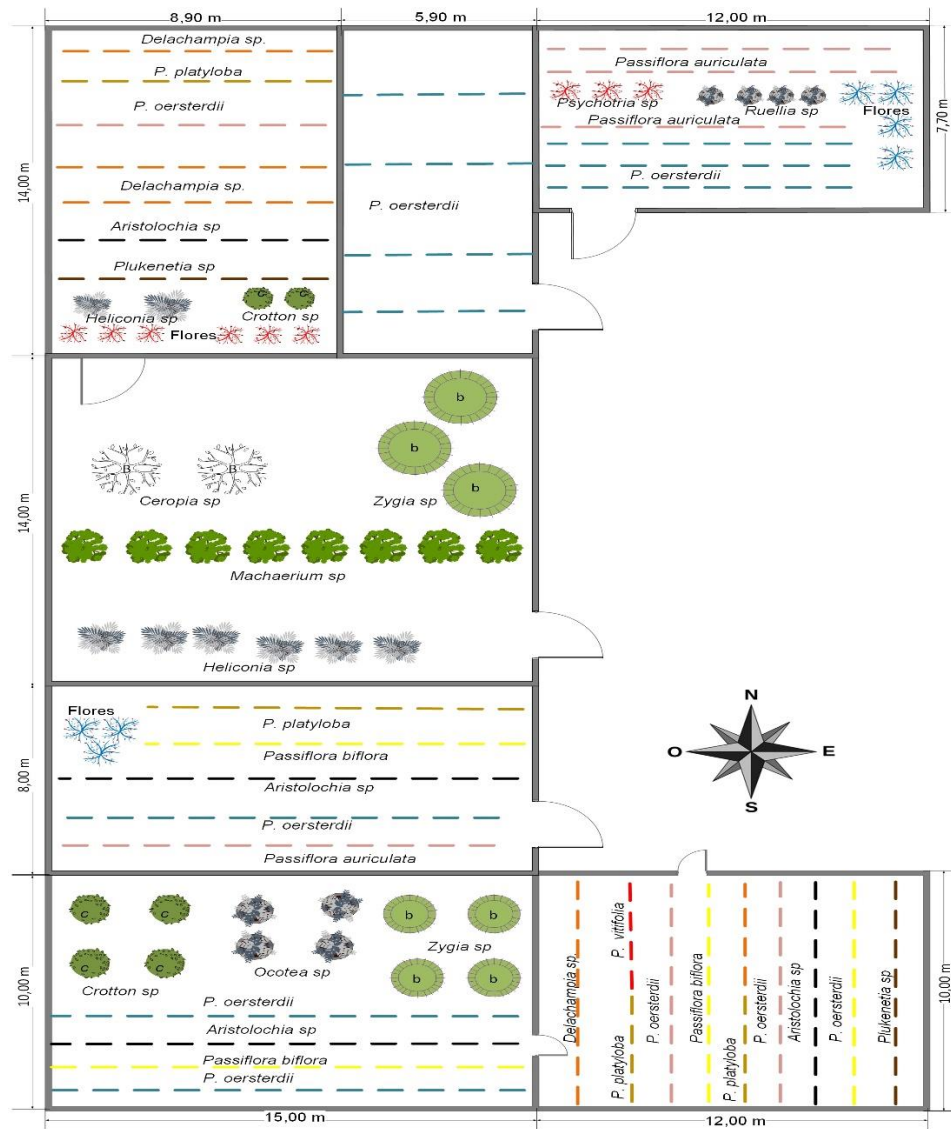 8,90 m
5,90 m
12,00 m
Delachampia sp.
P. platyloba
P. oersterdii
Delachampia sp.
Aristolochia sp
Plukenetia sp
C C
Heliconia sp
Crotton sp
Flores
14,00 m
P. oersterdii
Passiflora auriculata
Psychotria sp
Ruellia sp
Flores
Passiflora auriculata
P. oersterdii
7,70 m
b
b
b
B B
Ceropia sp
Zygia sp
Machaerium sp
Heliconia sp
14,00 m
N
O E
S
Flores
P. platyloba
Passiflora biflora
Aristolochia sp
P. oersterdii
Passiflora auriculata
8,00 m
C C b b
Zygia sp
C C b b
Crotton sp
Ocotea sp
P. oersterdii
Aristolochia sp
Passiflora biflora
P. oersterdii
10,00 m
Delachampia sp.
P. vitifolia
P. platyloba
P. oersterdii
Passiflora biflora
P. platyloba
P. oersterdii
Aristolochia sp
P. oersterdii
Plukenetia sp
10,00 m
15,00 m
12,00 m